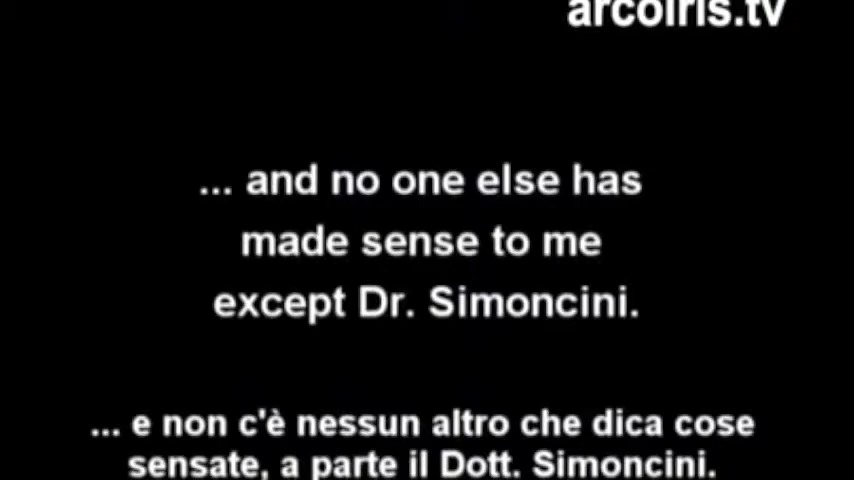 arcoiris.tv
... and no one else has
made sense to me
except Dr. Simoncini.
... e non c'è nessun altro che dica cose
sensate, a parte il Dott. Simoncini.